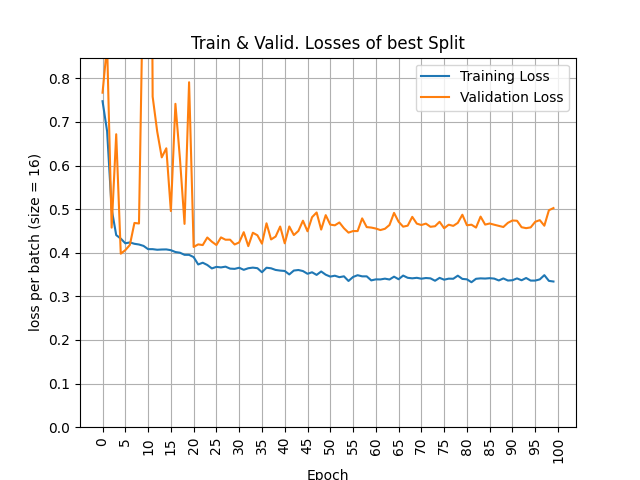 Train & Valid. Losses of best Split
Training Loss
Validation Loss
loss per batch (size = 16)
0.8
0.7
0.6
0.5
0.4
0.3
0.2
0.1
0.0
0 5 10 15 20 25 30 35 40 45 50 55 60 65 70 75 80 85 90 95 100
Epoch